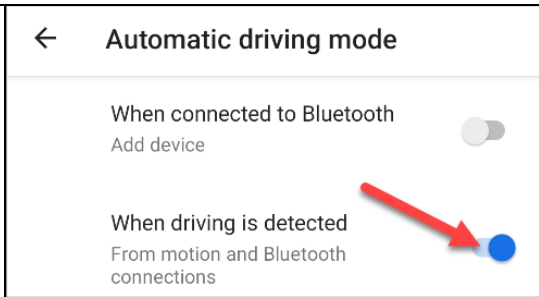 Automatic driving mode
When connected to Bluetooth
Add device
When driving is detected
From motion and Bluetooth
connections